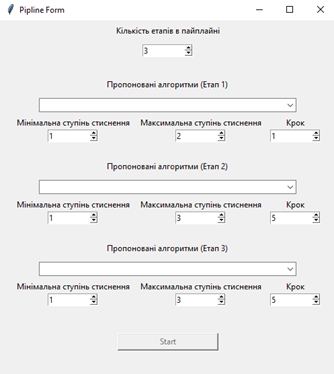 Pipline Form
Кількість етапів в пайплайні
3
Пропоновані алгоритми (Етап 1)
Мінімальна ступінь стиснення Максимальна ступінь стиснення Крок
1 2 1
Пропоновані алгоритми (Етап 2)
Мінімальна ступінь стиснення Максимальна ступінь стиснення Крок
1 3 5
Пропоновані алгоритми (Етап 3)
Мінімальна ступінь стиснення Максимальна ступінь стиснення Крок
1 3 5
Start